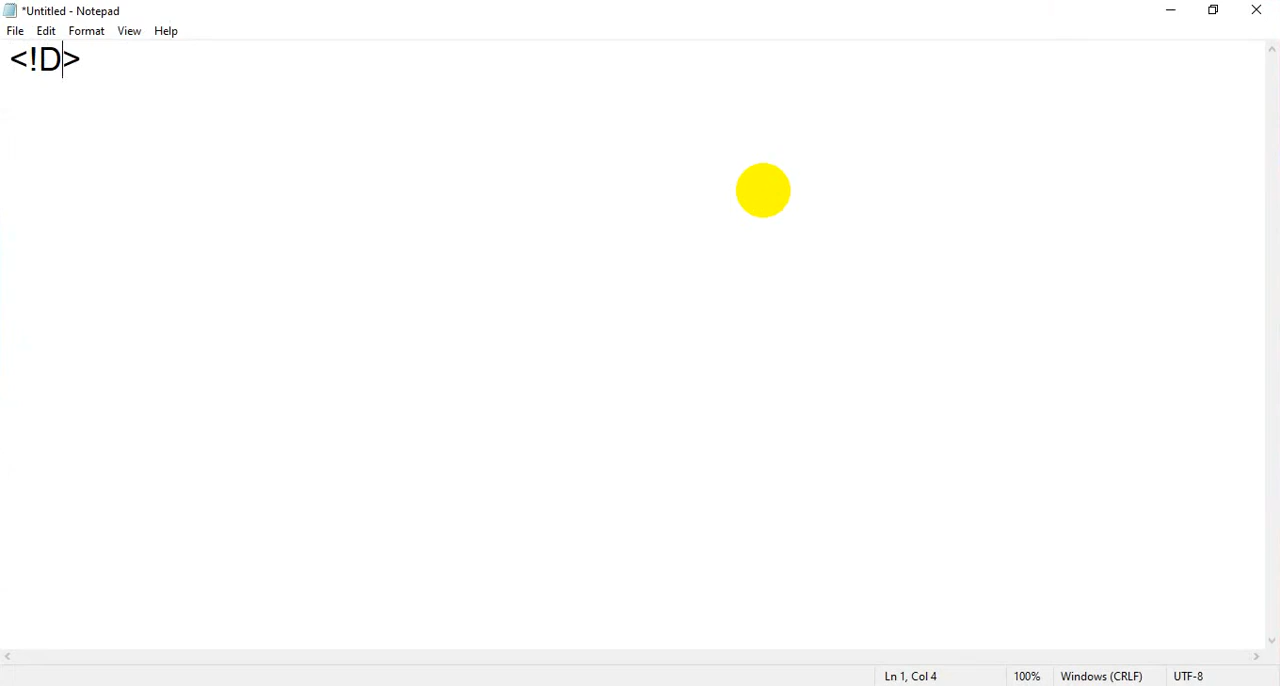 *Untitled - Notepad
File Edit Format View Help
<!D>
Ln 1, Col 4 100% Windows (CRLF) UTF-8